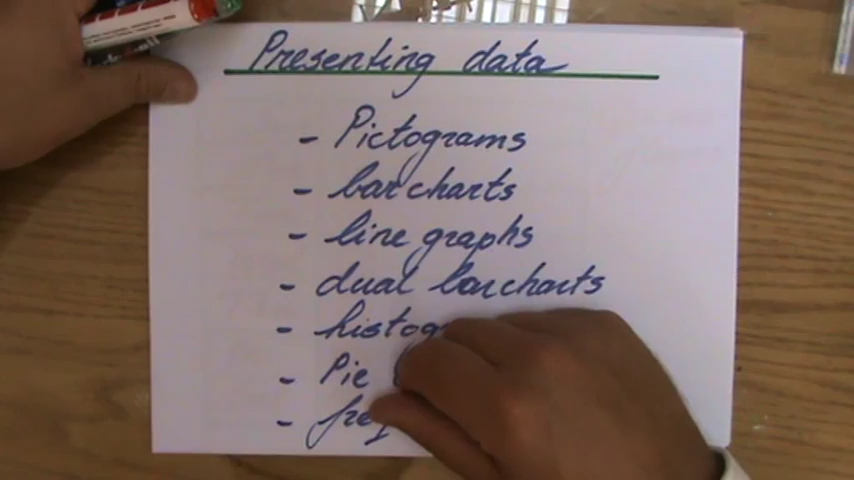 Presenting data
- Pictograms
- barcharts
- line graphs
- dual barcharts
- histog
- Pie
- freq